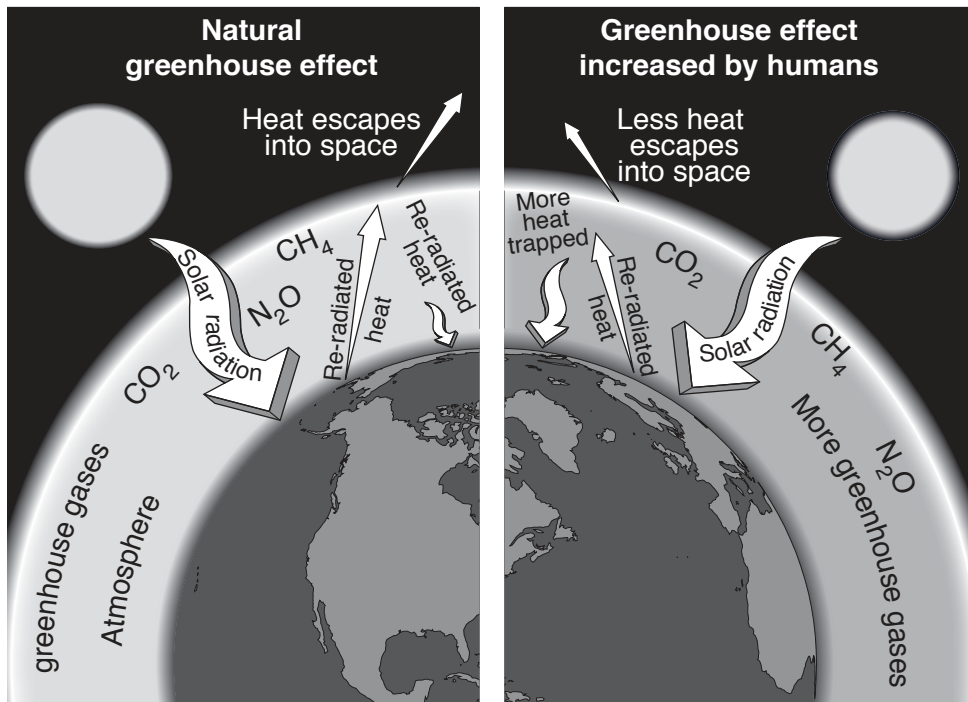 Natural
greenhouse effect
Heat escapes
into space
Solar
radiation
CH₄
N₂O
CO₂
Re-radiated
heat
Re-radiated
heat
greenhouse gases
Atmosphere
Greenhouse effect
increased by humans
Less heat
escapes
into space
More
heat
trapped
Re-radiated
heat
CO₂
Solar radiation
CH₄
N₂O
More greenhouse gases